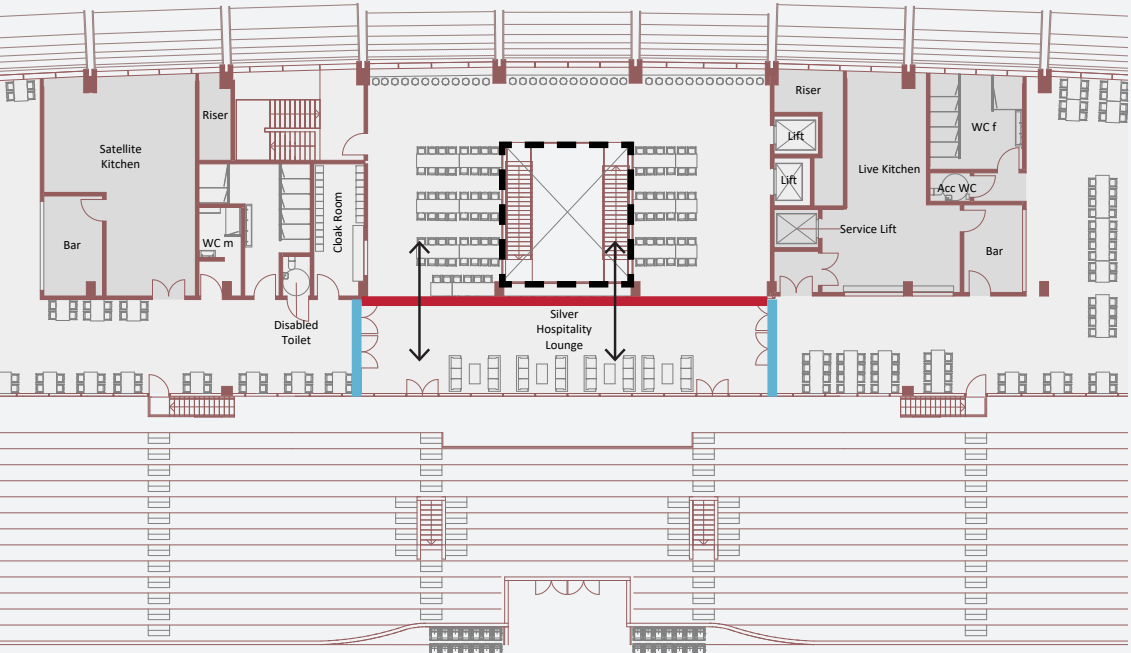 Riser
Satellite
Kitchen
Bar
WC m
Cloak Room
Disabled
Toilet
Silver
Hospitality
Lounge
Riser
Lift
Lift
Live Kitchen
WC f
Acc WC
Service Lift
Bar